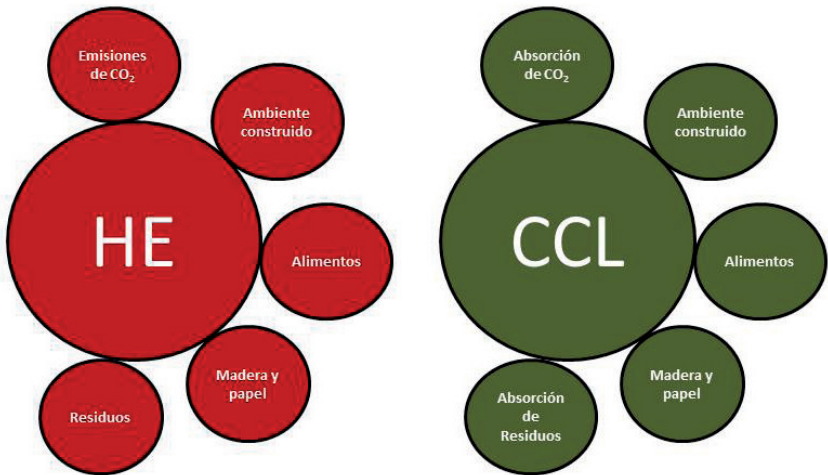 Emisiones
de CO₂
Ambiente
construido
HE
Alimentos
Madera y
papel
Residuos
Absorción
de CO₂
Ambiente
construido
CCL
Alimentos
Madera y
papel
Absorción
de
Residuos